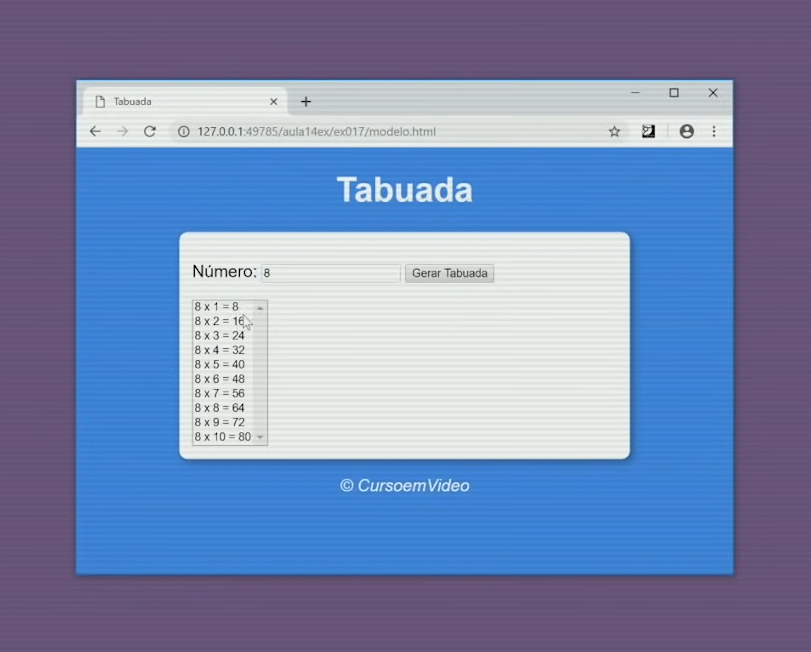 Tabuada
127.0.0.1:49785/aula14ex/ex017/modelo.html
Tabuada
Número: 8 Gerar Tabuada
8 x 1 = 8
8 x 2 = 16
8 x 3 = 24
8 x 4 = 32
8 x 5 = 40
8 x 6 = 48
8 x 7 = 56
8 x 8 = 64
8 x 9 = 72
8 x 10 = 80
© CursoemVideo